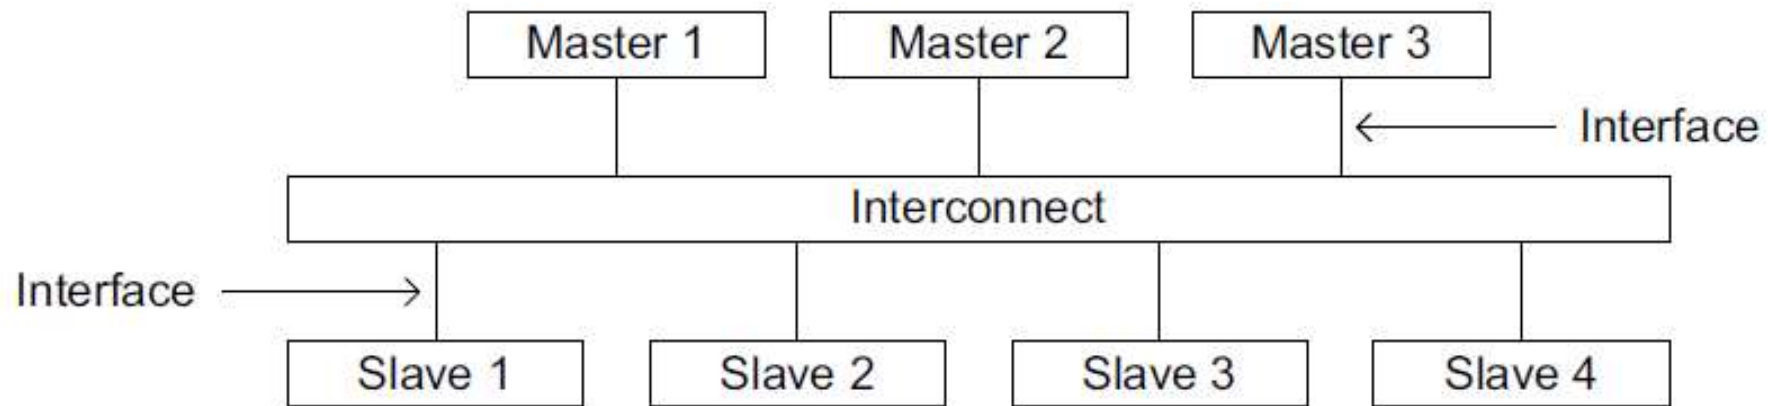 Master 1
Master 2
Master 3
Interface
Interconnect
Interface
Slave 1
Slave 2
Slave 3
Slave 4